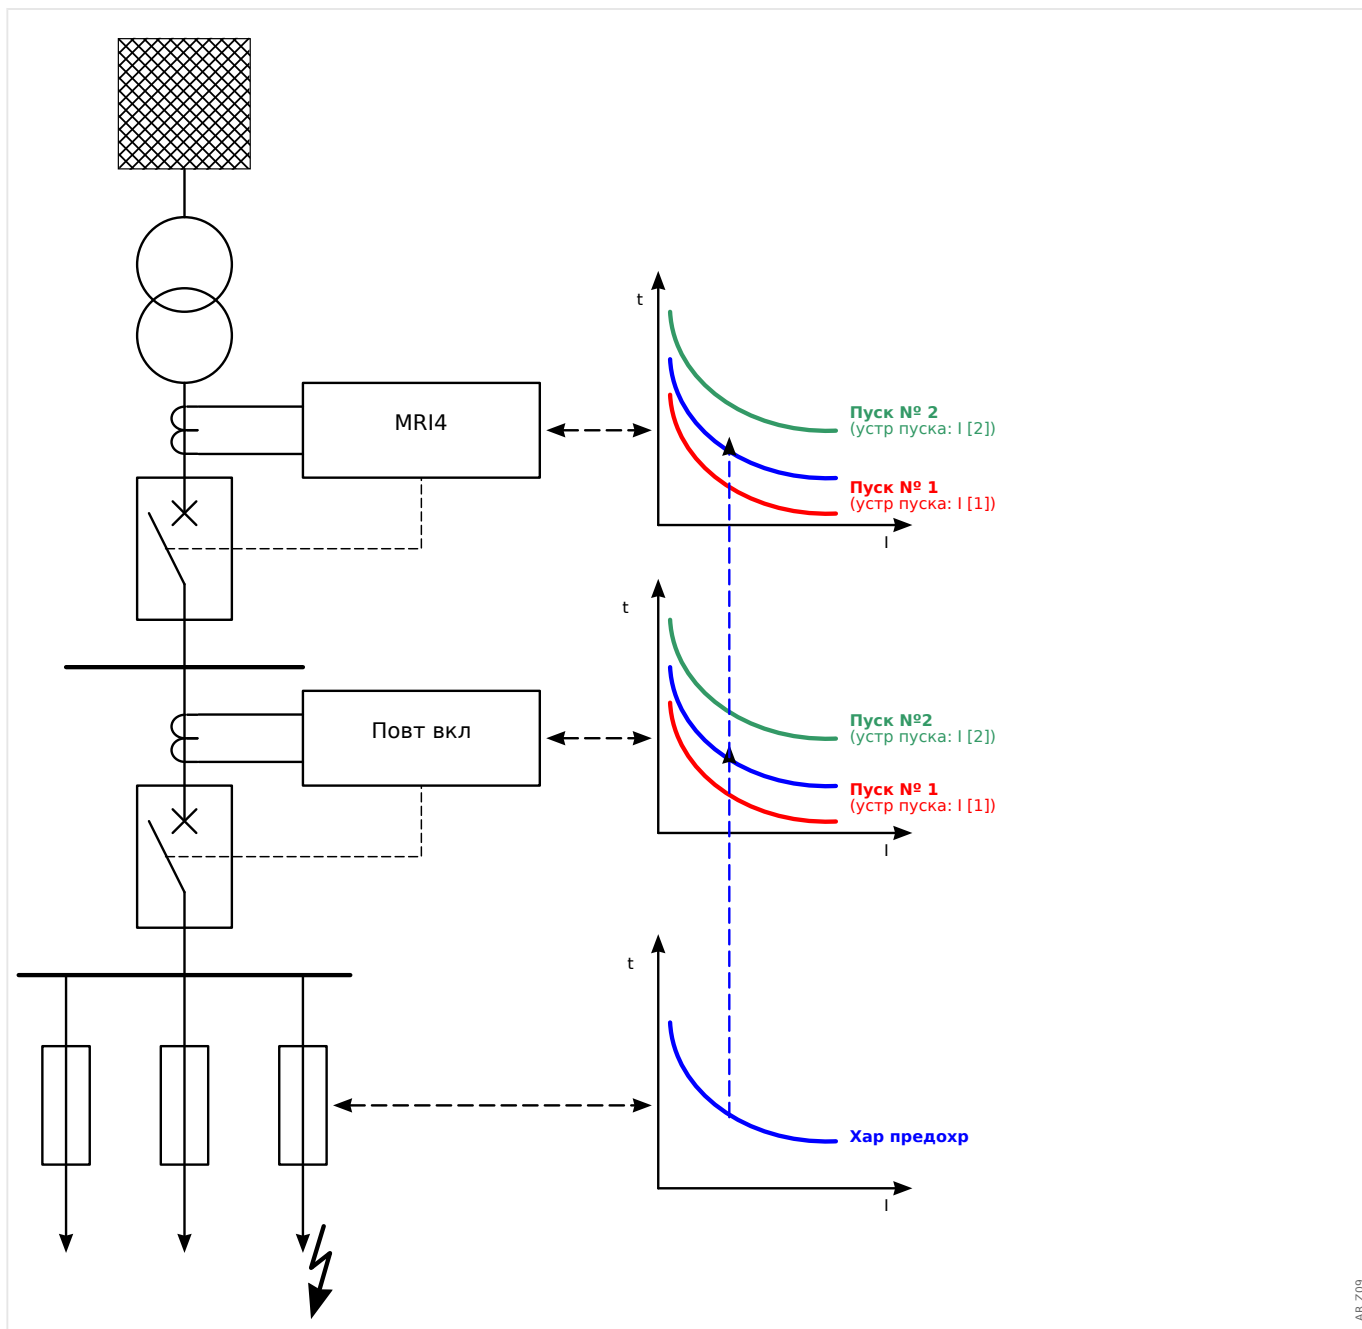 t
MRI4
Пуск № 2
(устр пуска: I [2])
Пуск № 1
(устр пуска: I [1])
I
t
Повт вкл
Пуск №2
(устр пуска: I [2])
Пуск № 1
(устр пуска: I [1])
I
t
Хар предохр
I
AR_Z09